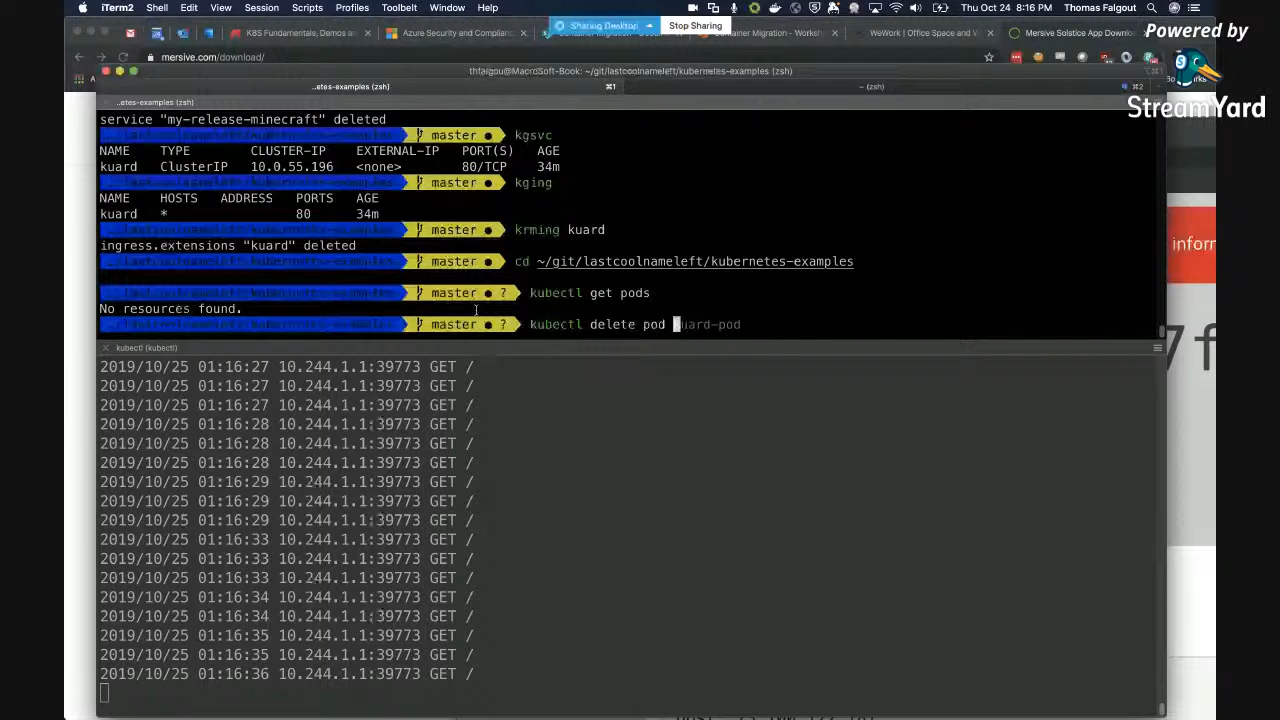 iTerm2 Shell Edit View Session Scripts Profiles Toolbelt Window Help Thu Oct 24 8:16 PM Thomas Falgout
Sharing Desktop Stop Sharing
Powered by
StreamYard
K8S Fundamentals, Demos an Azure Security and Complianc Container Migration - Workshe WeWork | Office Space and W Mersive Solstice App Download
mersive.com/download/
thfalgou@MacroSoft-Book: ~/git/lastcoolnameleft/kubernetes-examples (zsh)
..etes-examples (zsh) ⌘1 ~ (zsh) ⌘2
..etes-examples (zsh)
service "my-release-minecraft" deleted
master ● kgsvc
NAME TYPE CLUSTER-IP EXTERNAL-IP PORT(S) AGE
kuard ClusterIP 10.0.55.196 <none> 80/TCP 34m
master ● kging
NAME HOSTS ADDRESS PORTS AGE
kuard * 80 34m
master ● krming kuard
ingress.extensions "kuard" deleted
master ● cd ~/git/lastcoolnameleft/kubernetes-examples
master ● ? kubectl get pods
No resources found.
master ● ? kubectl delete pod kuard-pod
kubectl (kubectl)
2019/10/25 01:16:27 10.244.1.1:39773 GET /
2019/10/25 01:16:27 10.244.1.1:39773 GET /
2019/10/25 01:16:27 10.244.1.1:39773 GET /
2019/10/25 01:16:28 10.244.1.1:39773 GET /
2019/10/25 01:16:28 10.244.1.1:39773 GET /
2019/10/25 01:16:28 10.244.1.1:39773 GET /
2019/10/25 01:16:29 10.244.1.1:39773 GET /
2019/10/25 01:16:29 10.244.1.1:39773 GET /
2019/10/25 01:16:29 10.244.1.1:39773 GET /
2019/10/25 01:16:33 10.244.1.1:39773 GET /
2019/10/25 01:16:33 10.244.1.1:39773 GET /
2019/10/25 01:16:33 10.244.1.1:39773 GET /
2019/10/25 01:16:34 10.244.1.1:39773 GET /
2019/10/25 01:16:34 10.244.1.1:39773 GET /
2019/10/25 01:16:35 10.244.1.1:39773 GET /
2019/10/25 01:16:35 10.244.1.1:39773 GET /
2019/10/25 01:16:36 10.244.1.1:39773 GET /
inforr
7f